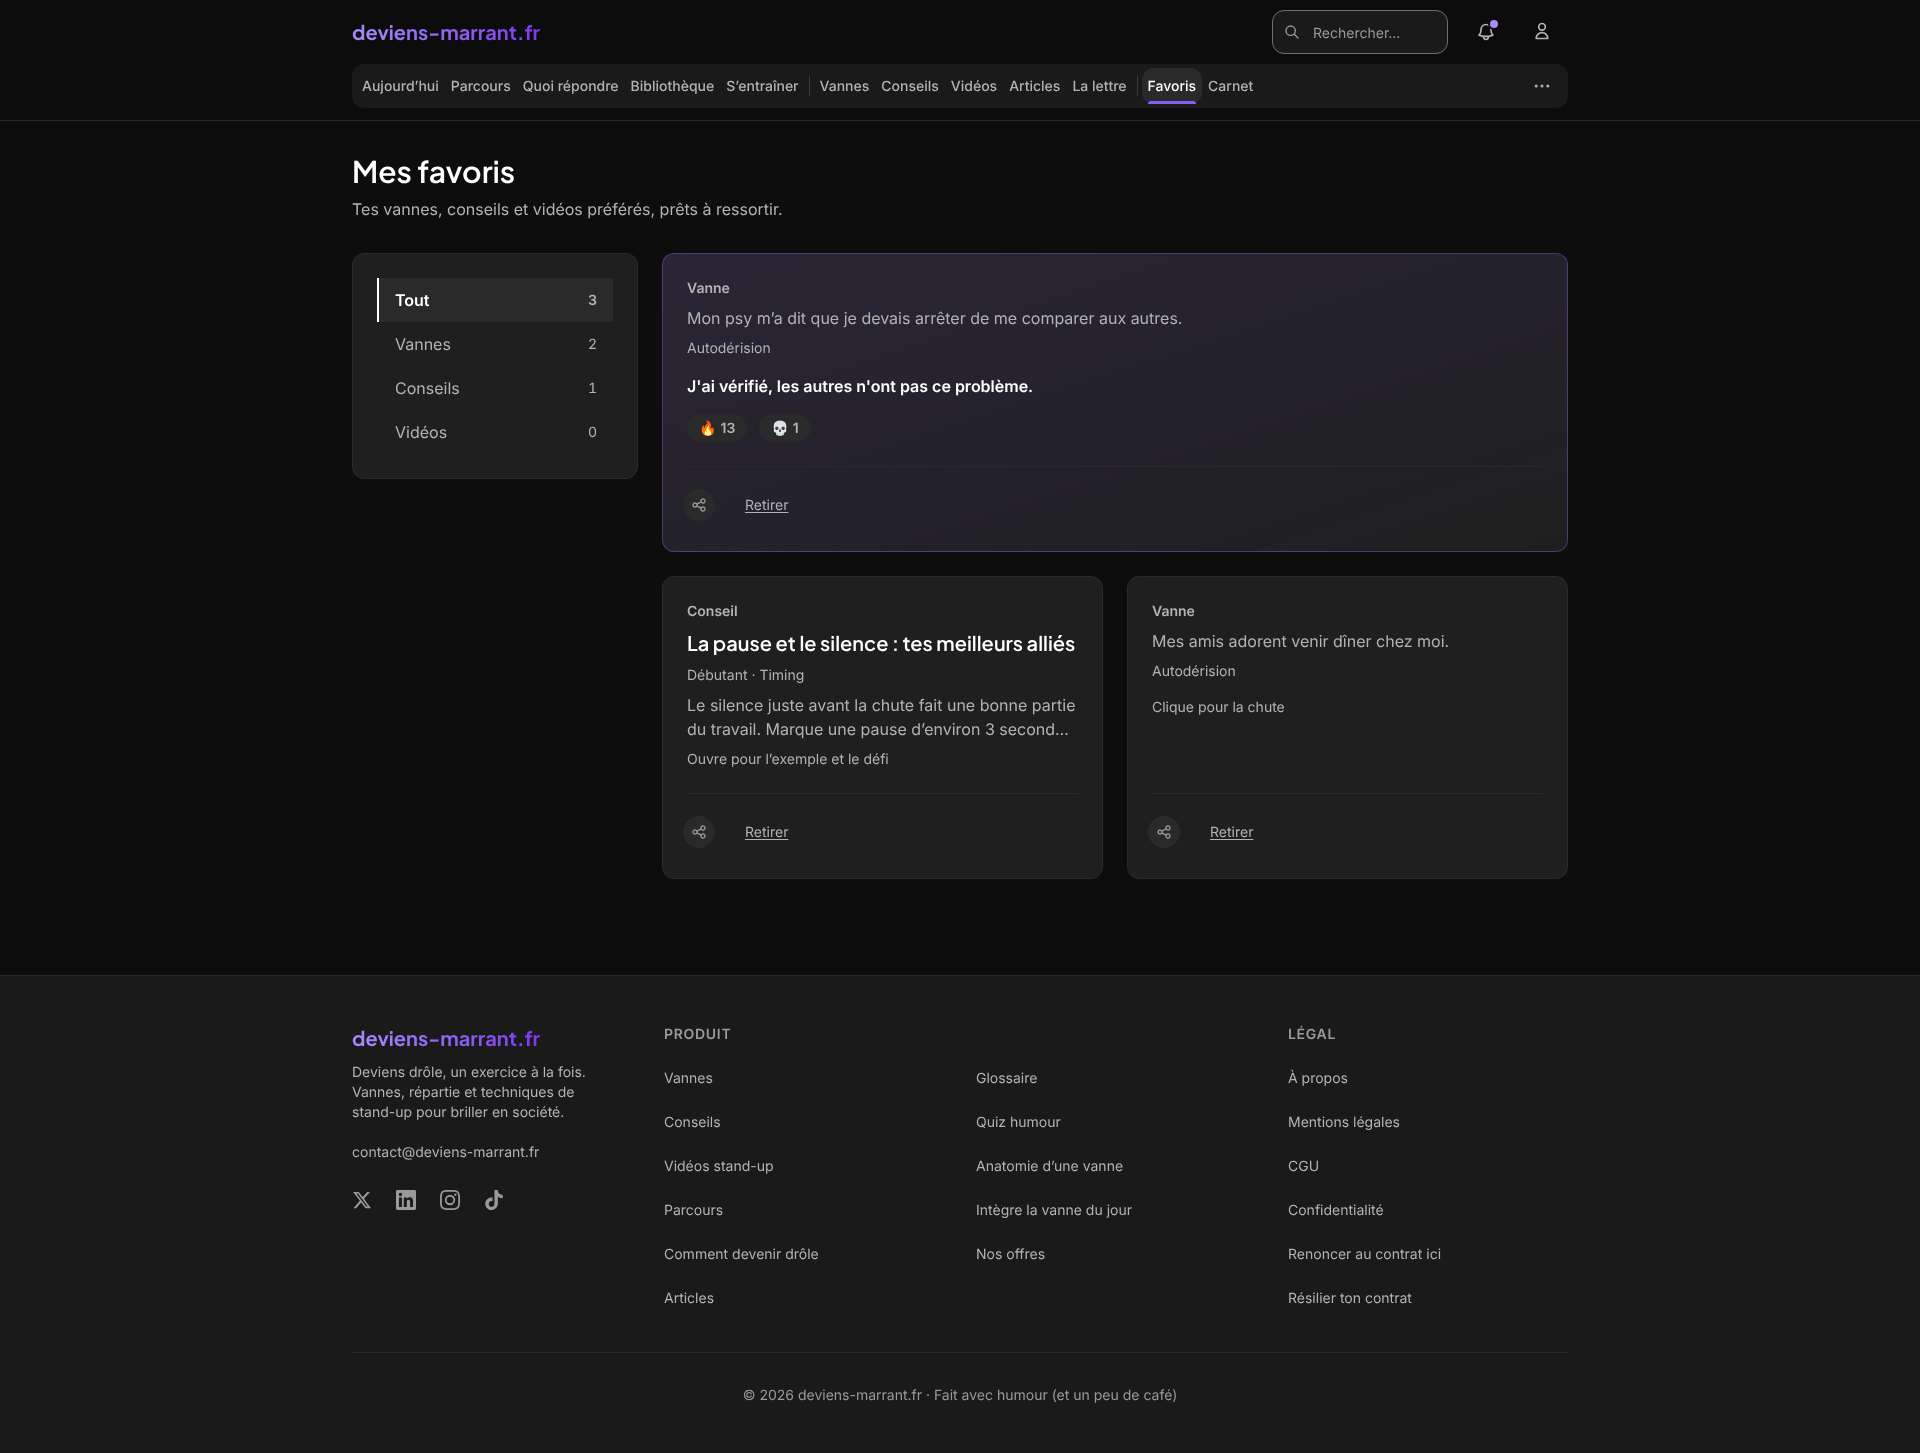 deviens-marrant.fr
Rechercher...
Aujourd’hui Parcours Quoi répondre Bibliothèque S’entraîner Vannes Conseils Vidéos Articles La lettre Favoris Carnet
Mes favoris
Tes vannes, conseils et vidéos préférés, prêts à ressortir.
Tout 3
Vannes 2
Conseils 1
Vidéos 0
Vanne
Mon psy m’a dit que je devais arrêter de me comparer aux autres.
Autodérision
J'ai vérifié, les autres n'ont pas ce problème.
🔥 13 💀 1
Retirer
Conseil
La pause et le silence : tes meilleurs alliés
Débutant · Timing
Le silence juste avant la chute fait une bonne partie
du travail. Marque une pause d’environ 3 second…
Ouvre pour l’exemple et le défi
Retirer
Vanne
Mes amis adorent venir dîner chez moi.
Autodérision
Clique pour la chute
Retirer
deviens-marrant.fr
Deviens drôle, un exercice à la fois.
Vannes, répartie et techniques de
stand-up pour briller en société.
contact@deviens-marrant.fr
PRODUIT
Vannes
Conseils
Vidéos stand-up
Parcours
Comment devenir drôle
Articles
Glossaire
Quiz humour
Anatomie d’une vanne
Intègre la vanne du jour
Nos offres
LÉGAL
À propos
Mentions légales
CGU
Confidentialité
Renoncer au contrat ici
Résilier ton contrat
© 2026 deviens-marrant.fr · Fait avec humour (et un peu de café)